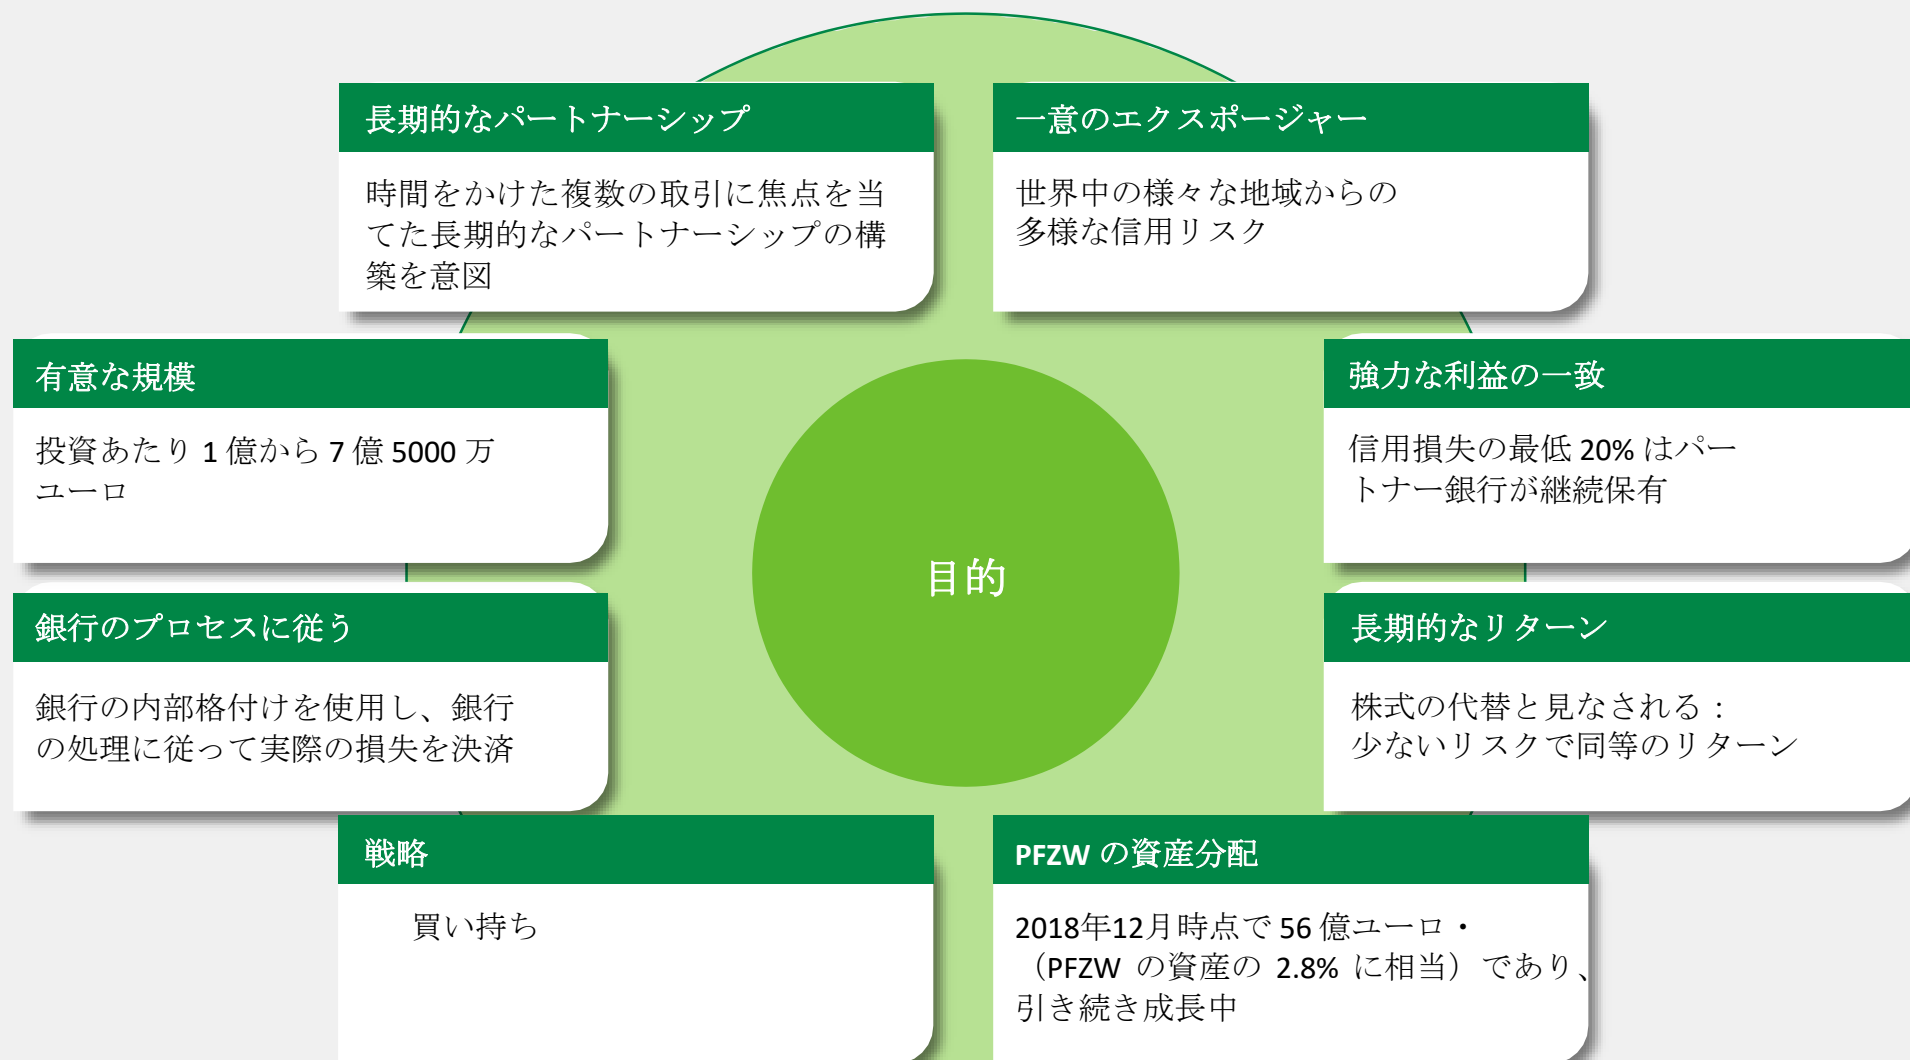 長期的なパートナーシップ
時間をかけた複数の取引に焦点を当
てた長期的なパートナーシップの構
築を意図
一意のエクスポージャー
世界中の様々な地域からの
多様な信用リスク
有意な規模
投資あたり 1 億から 7 億 5000 万
ユーロ
強力な利益の一致
信用損失の最低 20% はパー
トナー銀行が継続保有
目的
銀行のプロセスに従う
銀行の内部格付けを使用し、銀行
の処理に従って実際の損失を決済
長期的なリターン
株式の代替と見なされる：
少ないリスクで同等のリターン
戦略
買い持ち
PFZW の資産分配
2018年12月時点で 56 億ユーロ・
（PFZW の資産の 2.8% に相当）であり、
引き続き成長中